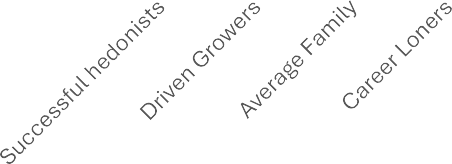 Successful hedonists
Driven Growers
Average Family
Career Loners